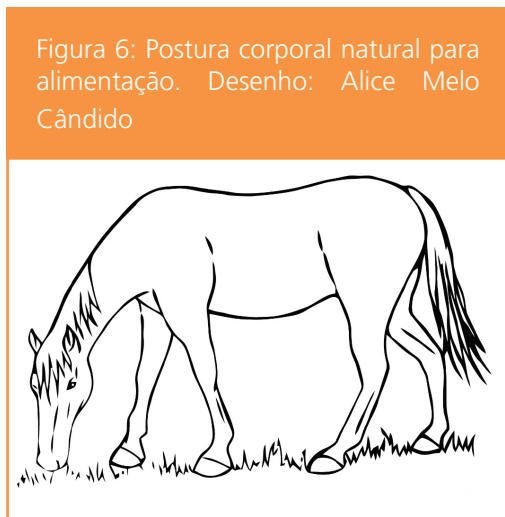 Figura 6: Postura corporal natural para
alimentação. Desenho: Alice Melo
Cândido